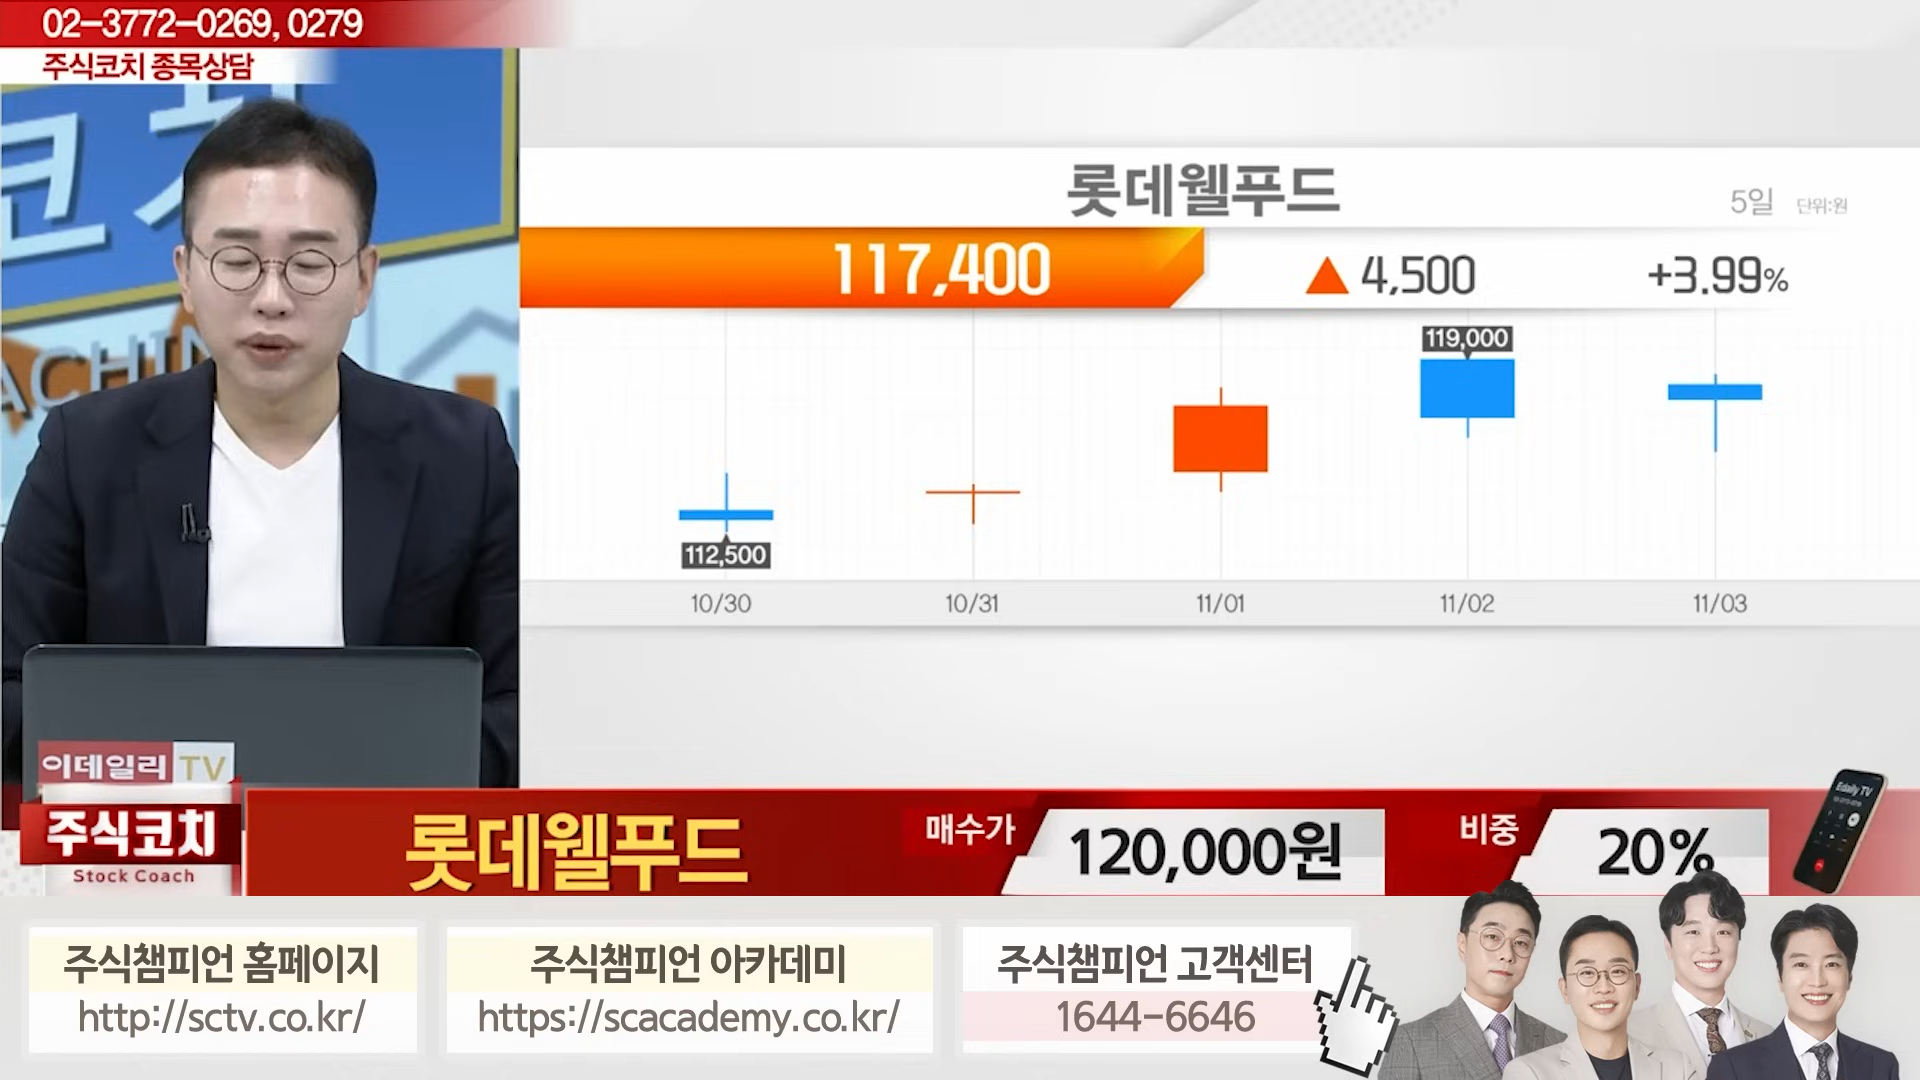 02-3772-0269, 0279
주식코치 종목상담
코치
ACHIN
롯데웰푸드
5일 단위:원
117,400 ▲ 4,500 +3.99%
119,000
112,500
10/30 10/31 11/01 11/02 11/03
이데일리 TV
주식코치
Stock Coach
롯데웰푸드 매수가 120,000원 비중 20%
Edaily TV
주식챔피언 홈페이지
http://sctv.co.kr/
주식챔피언 아카데미
https://scacademy.co.kr/
주식챔피언 고객센터
1644-6646